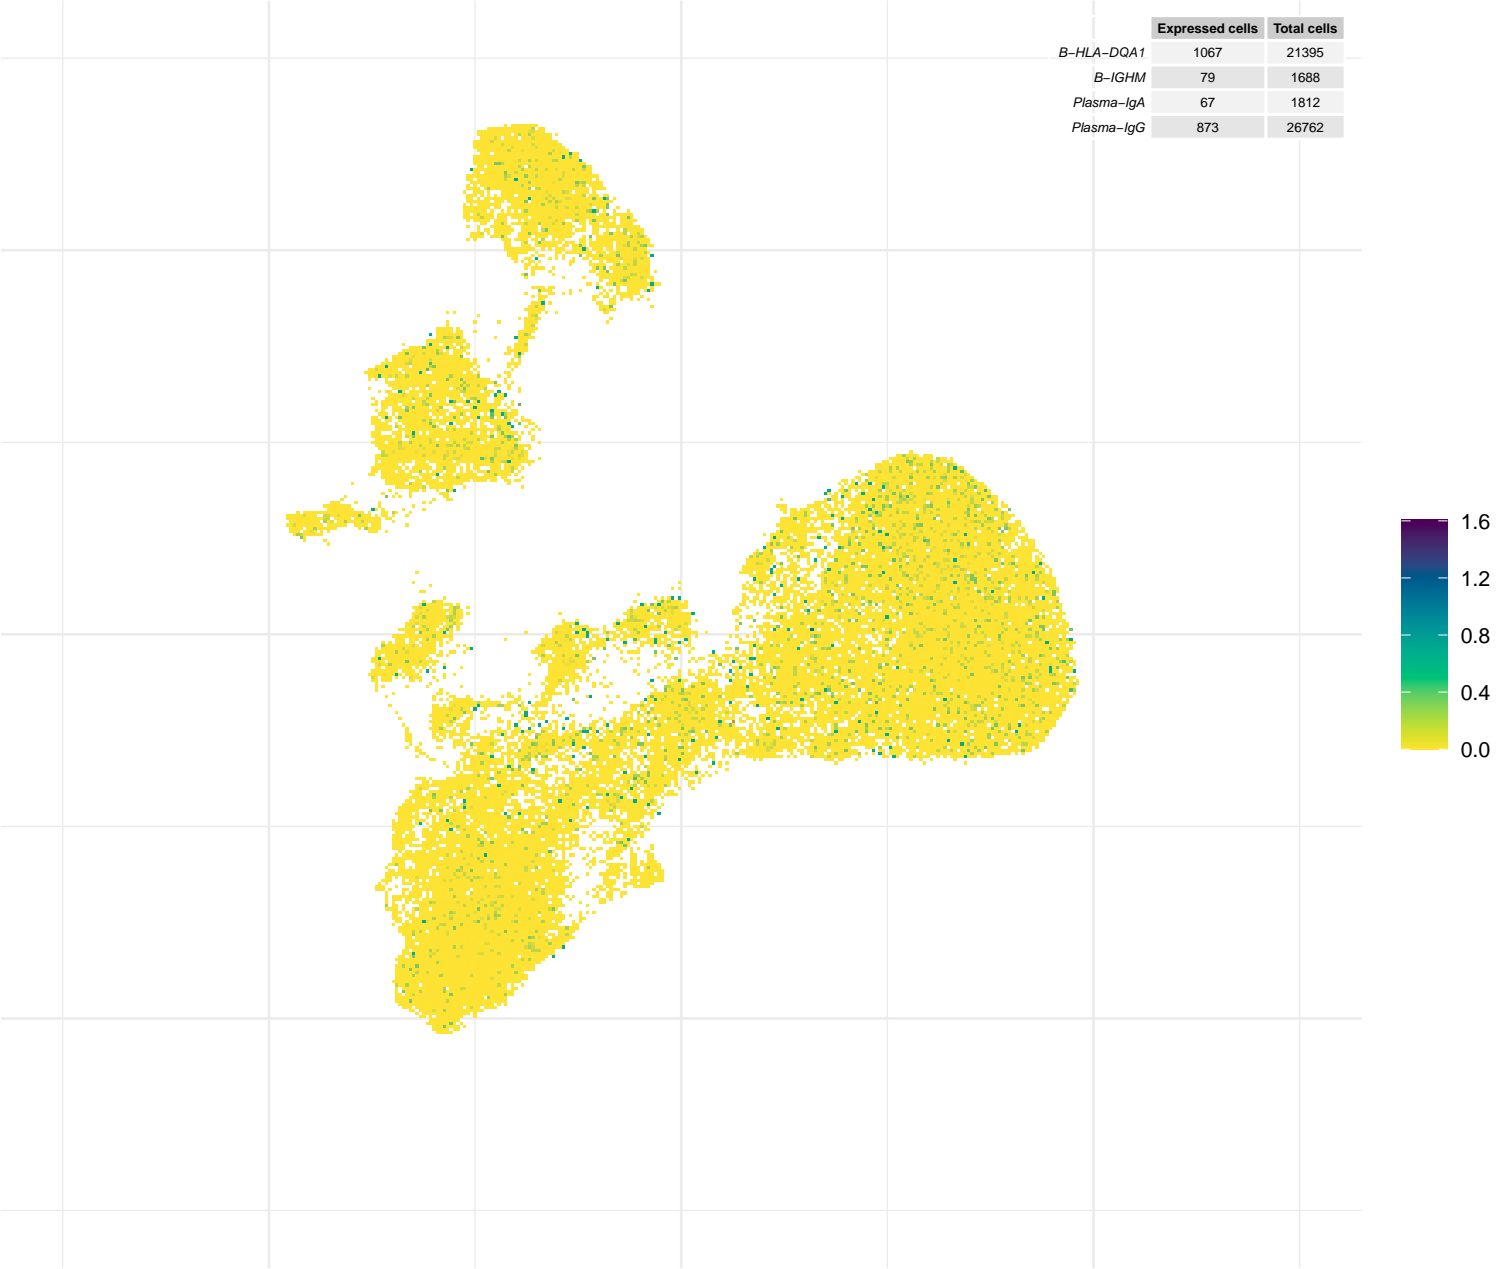 Expressed cells Total cells
B−HLA−DQA1 1067 21395
B−IGHM 79 1688
Plasma−IgA 67 1812
Plasma−IgG 873 26762
1.6
1.2
0.8
0.4
0.0